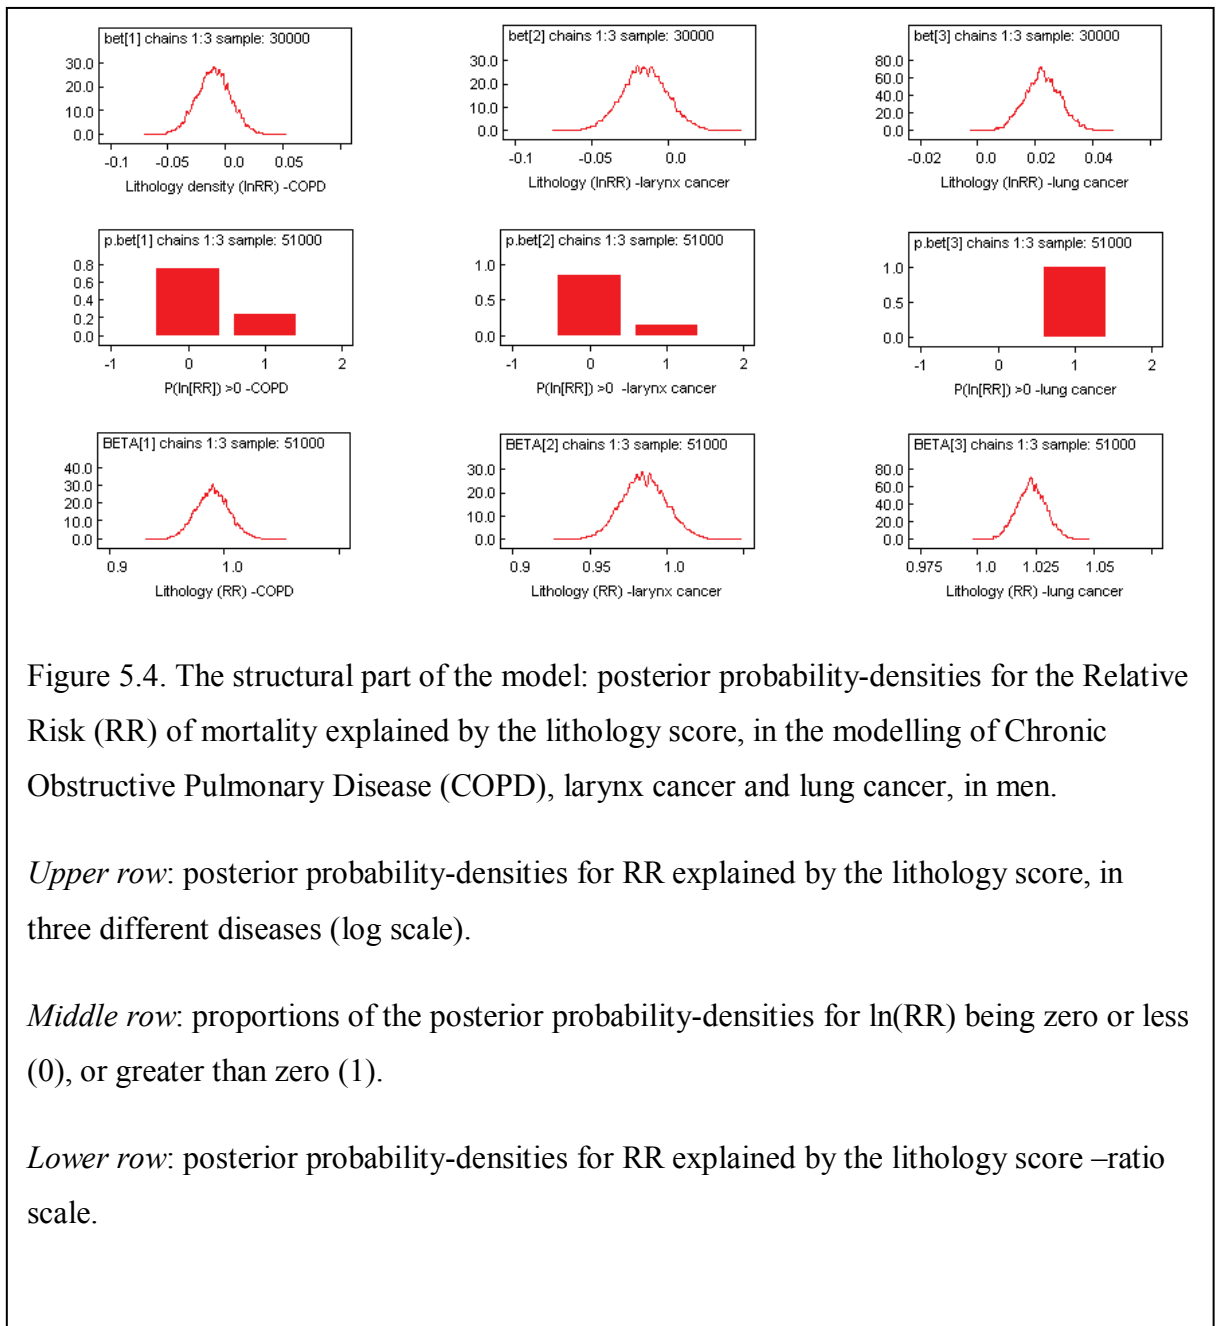 bet[1] chains 1:3 sample: 30000
30.0
20.0
10.0
0.0
-0.1 -0.05 0.0 0.05
Lithology density (lnRR) -COPD
bet[2] chains 1:3 sample: 30000
30.0
20.0
10.0
0.0
-0.1 -0.05 0.0
Lithology (lnRR) -larynx cancer
bet[3] chains 1:3 sample: 30000
80.0
60.0
40.0
20.0
0.0
-0.02 0.0 0.02 0.04
Lithology (lnRR) -lung cancer
p.bet[1] chains 1:3 sample: 51000
0.8
0.6
0.4
0.2
0.0
-1 0 1 2
P(ln[RR]) >0 -COPD
p.bet[2] chains 1:3 sample: 51000
1.0
0.5
0.0
-1 0 1 2
P(ln[RR]) >0 -larynx cancer
p.bet[3] chains 1:3 sample: 51000
1.0
0.5
0.0
-1 0 1 2
P(ln[RR]) >0 -lung cancer
BETA[1] chains 1:3 sample: 51000
40.0
30.0
20.0
10.0
0.0
0.9 1.0
Lithology (RR) -COPD
BETA[2] chains 1:3 sample: 51000
30.0
20.0
10.0
0.0
0.9 0.95 1.0
Lithology (RR) -larynx cancer
BETA[3] chains 1:3 sample: 51000
80.0
60.0
40.0
20.0
0.0
0.975 1.0 1.025 1.05
Lithology (RR) -lung cancer
Figure 5.4. The structural part of the model: posterior probability-densities for the Relative
Risk (RR) of mortality explained by the lithology score, in the modelling of Chronic
Obstructive Pulmonary Disease (COPD), larynx cancer and lung cancer, in men.
Upper row: posterior probability-densities for RR explained by the lithology score, in
three different diseases (log scale).
Middle row: proportions of the posterior probability-densities for ln(RR) being zero or less
(0), or greater than zero (1).
Lower row: posterior probability-densities for RR explained by the lithology score –ratio
scale.